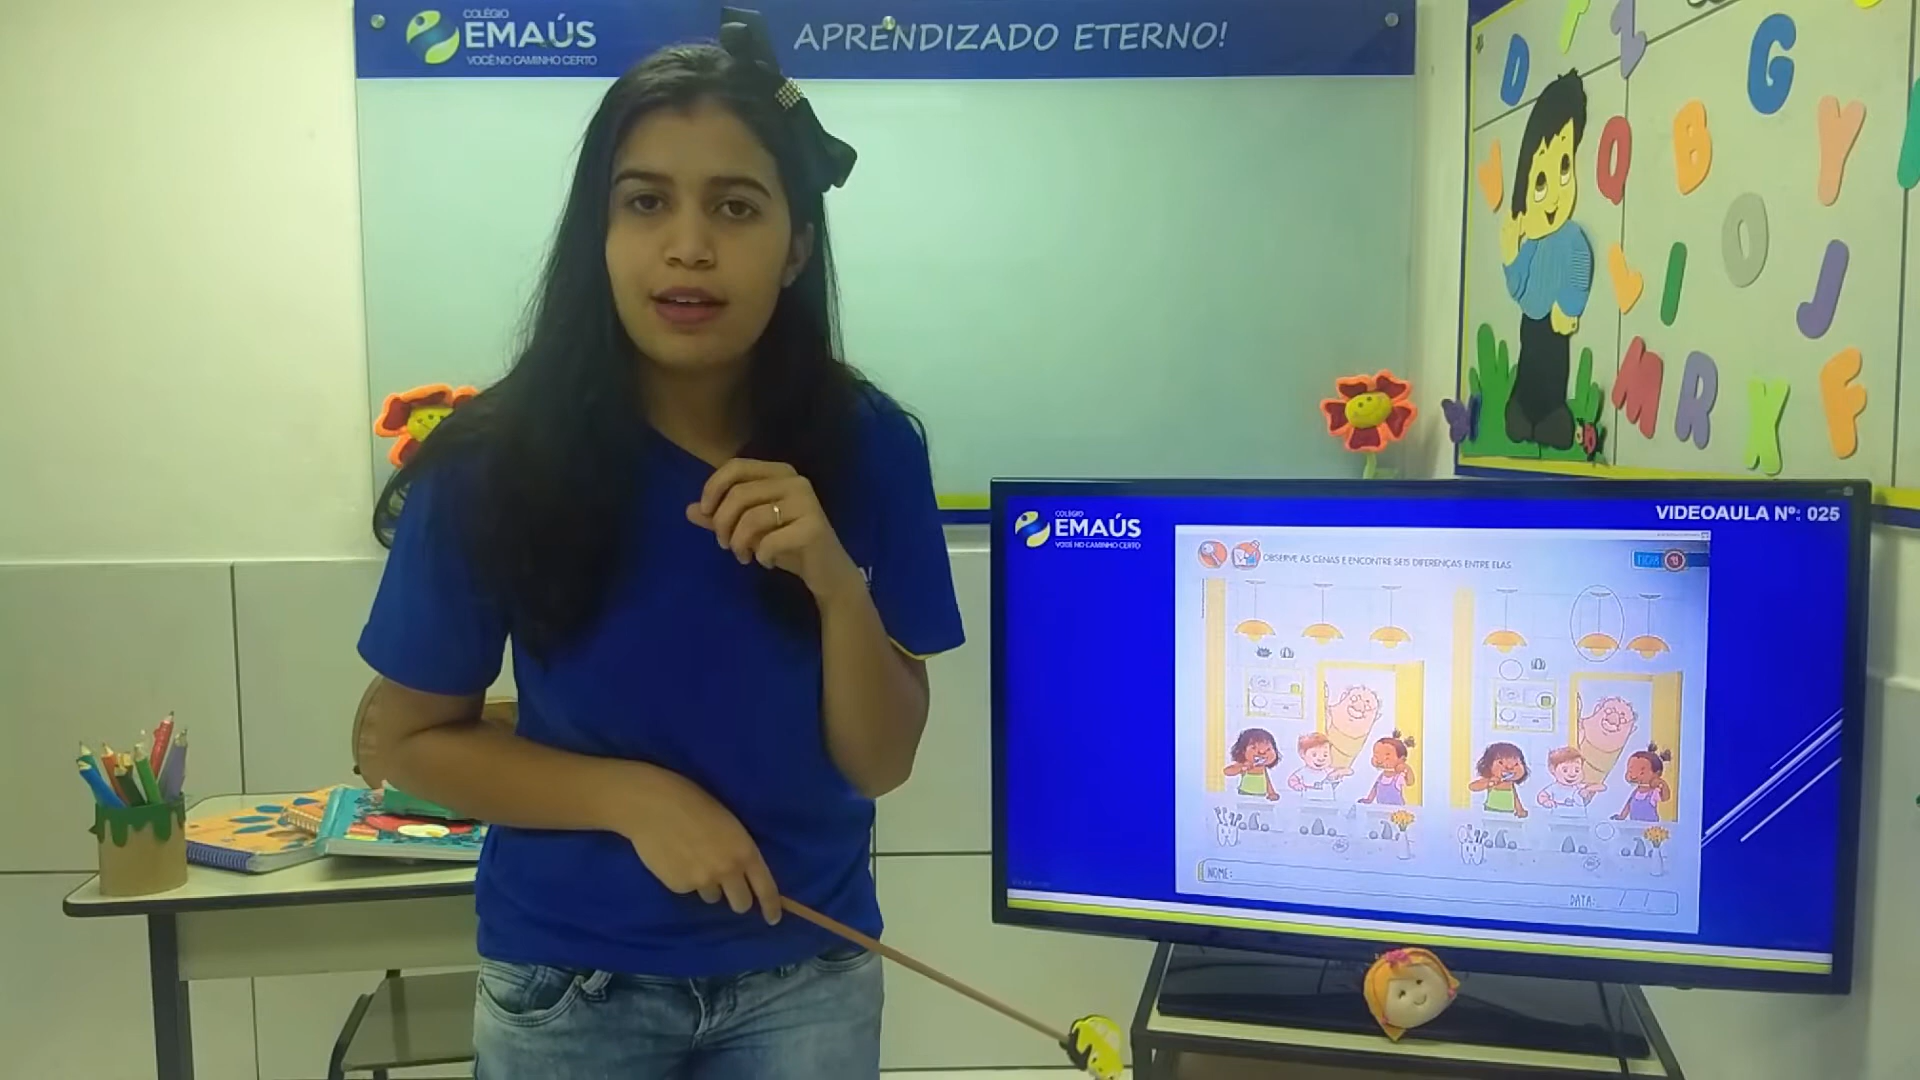 COLÉGIO
EMAÚS
VOCÊ NO CAMINHO CERTO
APRENDIZADO ETERNO!
D
G
Q
B
Y
O
L
I
J
M
R
X
F
COLÉGIO
EMAÚS
VOCÊ NO CAMINHO CERTO
VIDEOAULA Nº: 025
OBSERVE AS CENAS E ENCONTRE SEIS DIFERENÇAS ENTRE ELAS.
FICHA
NOME:
DATA: / /